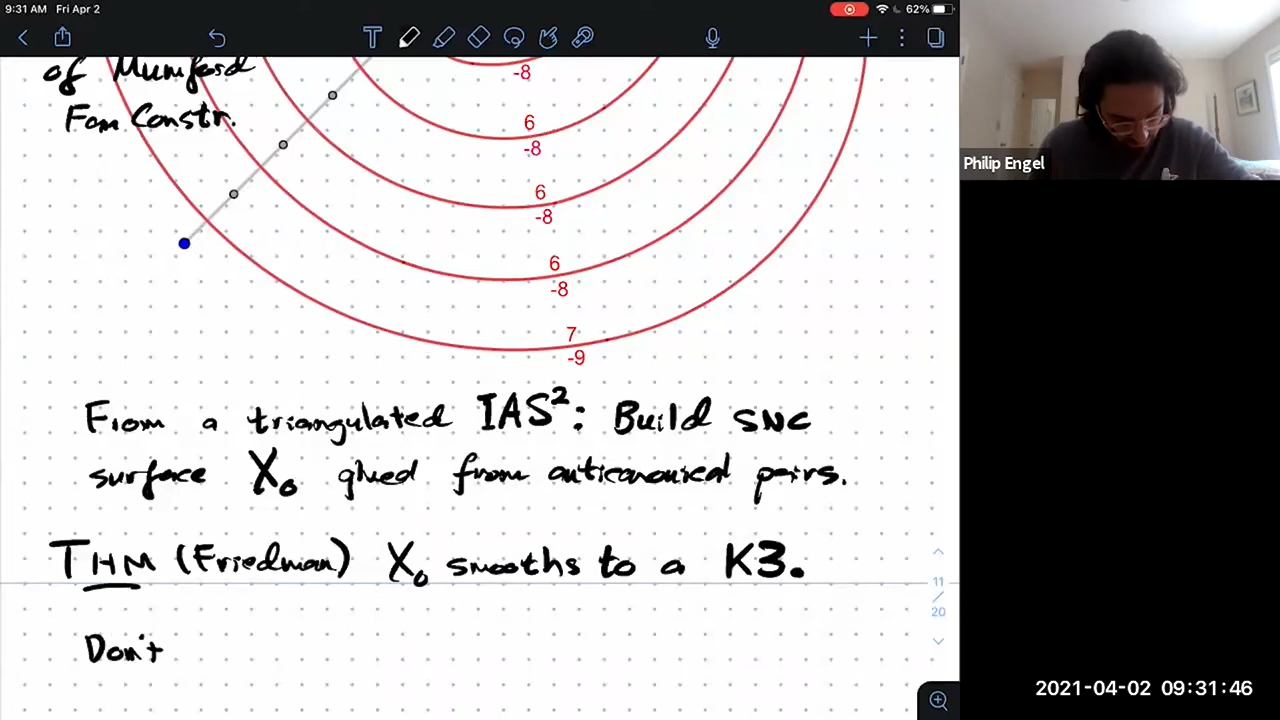 9:31 AM Fri Apr 2
62%
of Mumford
Fam Constr.
-8
6
-8
6
-8
6
-8
7
-9
From a triangulated IAS²: Build SNC
surface X₀ glued from anticanonical pairs.
THM (Friedman) X₀ smooths to a K3.
Don't
11
/
20
Philip Engel
2021-04-02 09:31:46